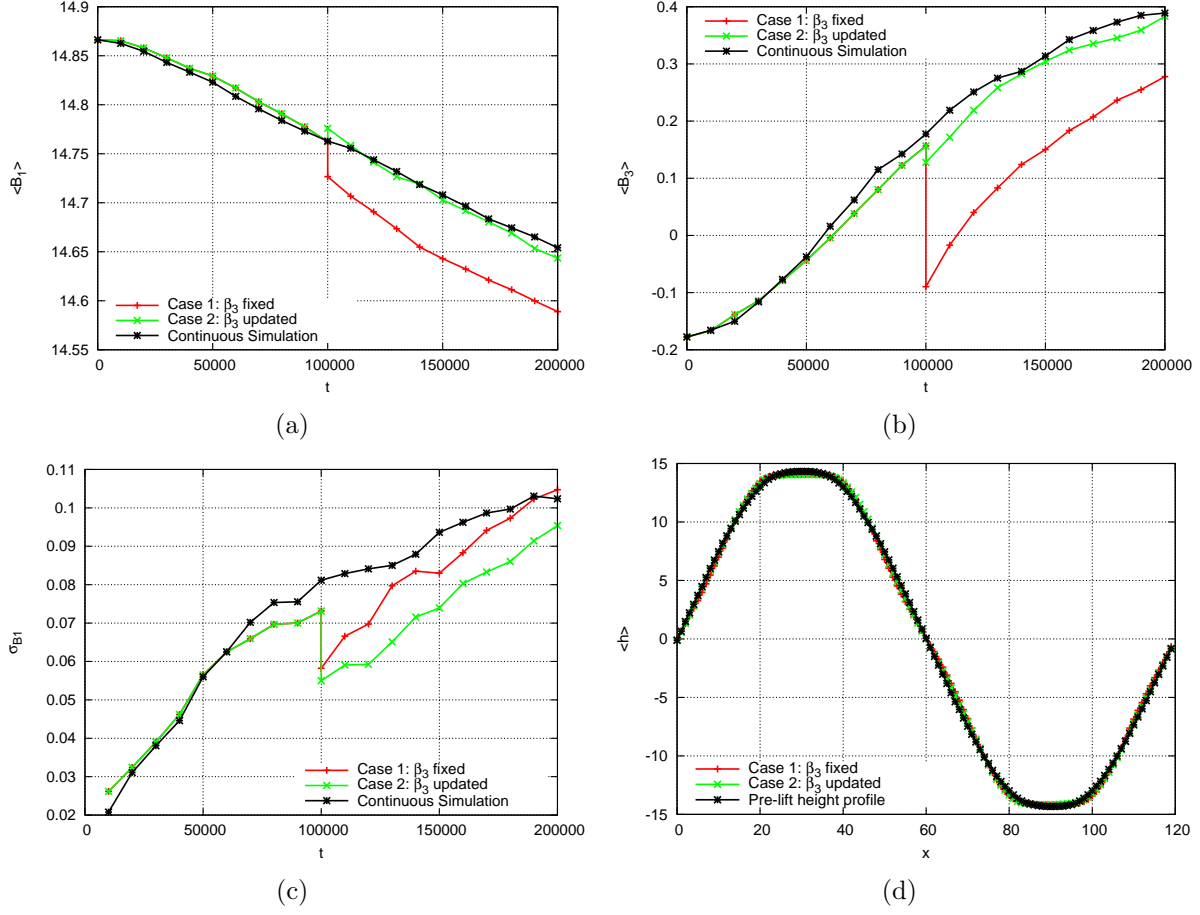 14.9
14.85
14.8
14.75
14.7
14.65
14.6
14.55
<B₁>
Case 1: β₃ fixed
Case 2: β₃ updated
Continuous Simulation
0 50000 100000 150000 200000
t
(a)
0.4
0.3
0.2
0.1
0
-0.1
-0.2
<B₃>
Case 1: β₃ fixed
Case 2: β₃ updated
Continuous Simulation
0 50000 100000 150000 200000
t
(b)
0.11
0.1
0.09
0.08
0.07
0.06
0.05
0.04
0.03
0.02
σ_B1
Case 1: β₃ fixed
Case 2: β₃ updated
Continuous Simulation
0 50000 100000 150000 200000
t
(c)
15
10
5
0
-5
-10
-15
<h>
Case 1: β₃ fixed
Case 2: β₃ updated
Pre-lift height profile
0 20 40 60 80 100 120
x
(d)